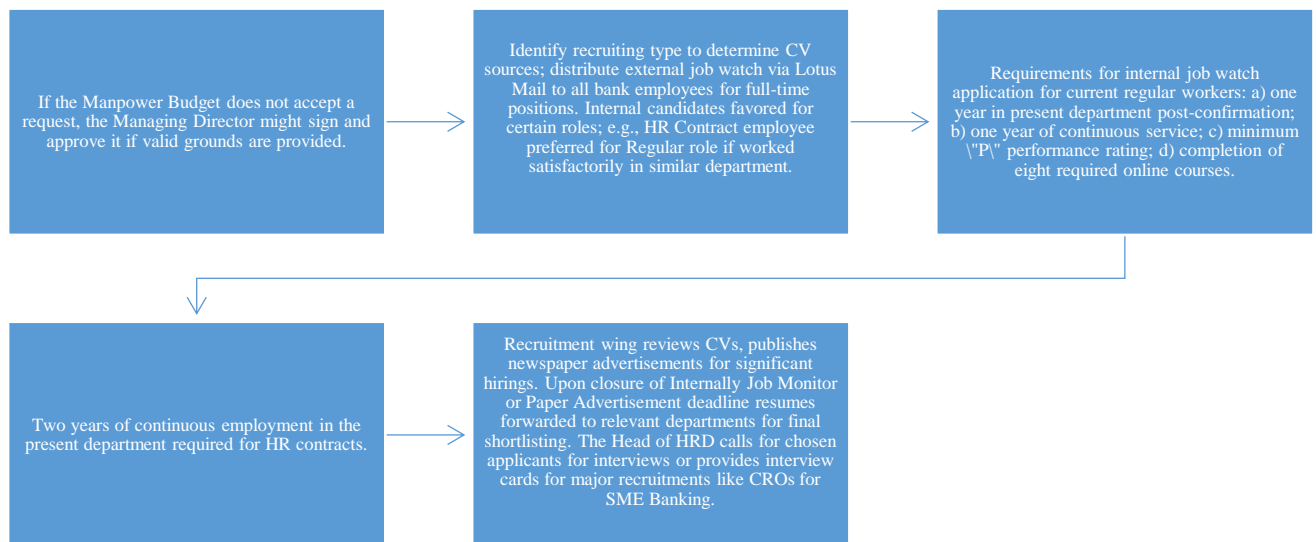 If the Manpower Budget does not accept a
request, the Managing Director might sign and
approve it if valid grounds are provided.
Identify recruiting type to determine CV
sources; distribute external job watch via Lotus
Mail to all bank employees for full-time
positions. Internal candidates favored for
certain roles; e.g., HR Contract employee
preferred for Regular role if worked
satisfactorily in similar department.
Requirements for internal job watch
application for current regular workers: a) one
year in present department post-confirmation;
b) one year of continuous service; c) minimum
\"P\" performance rating; d) completion of
eight required online courses.
Two years of continuous employment in the
present department required for HR contracts.
Recruitment wing reviews CVs, publishes
newspaper advertisements for significant
hirings. Upon closure of Internally Job Monitor
or Paper Advertisement deadline resumes
forwarded to relevant departments for final
shortlisting. The Head of HRD calls for chosen
applicants for interviews or provides interview
cards for major recruitments like CROs for
SME Banking.